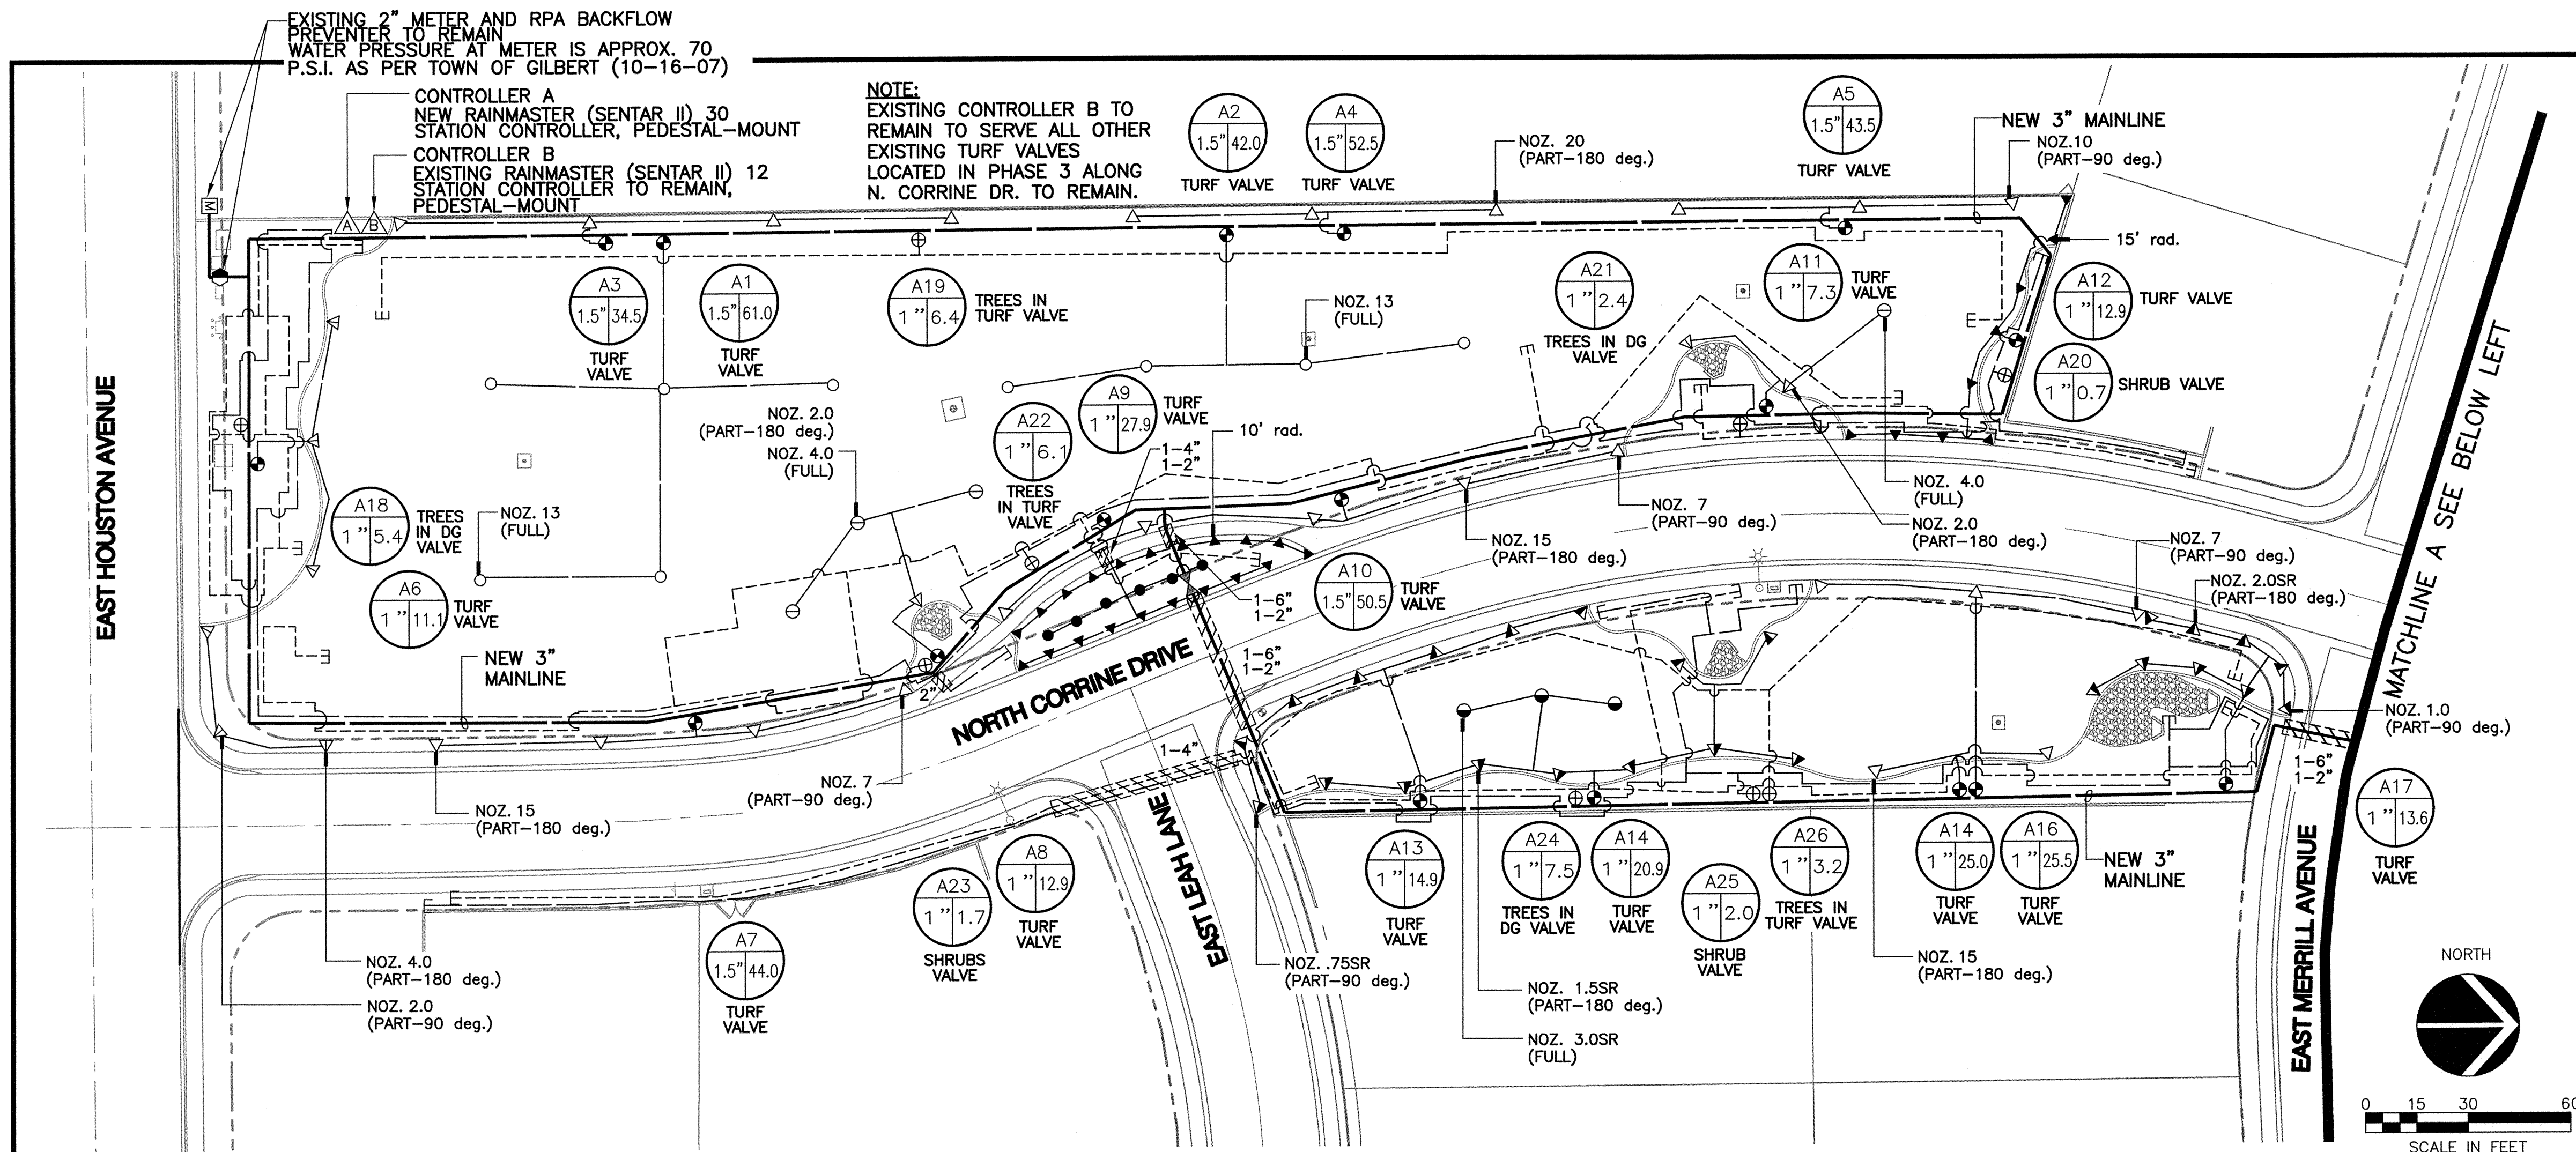 EXISTING 2" METER AND RPA BACKFLOW
PREVENTER TO REMAIN
WATER PRESSURE AT METER IS APPROX. 70
P.S.I. AS PER TOWN OF GILBERT (10-16-07)
CONTROLLER A
NEW RAINMASTER (SENTAR II) 30
STATION CONTROLLER, PEDESTAL-MOUNT
CONTROLLER B
EXISTING RAINMASTER (SENTAR II) 12
STATION CONTROLLER TO REMAIN,
PEDESTAL-MOUNT
NOTE:
EXISTING CONTROLLER B TO
REMAIN TO SERVE ALL OTHER
EXISTING TURF VALVES
LOCATED IN PHASE 3 ALONG
N. CORRINE DR. TO REMAIN.
A2
1.5" 42.0
TURF VALVE
A4
1.5" 52.5
TURF VALVE
NOZ. 20
(PART-180 deg.)
A5
1.5" 43.5
TURF VALVE
NEW 3" MAINLINE
NOZ.10
(PART-90 deg.)
M
A
B
15' rad.
A3
1.5" 34.5
TURF
VALVE
A1
1.5" 61.0
TURF
VALVE
A19
1" 6.4
TREES IN
TURF VALVE
NOZ. 13
(FULL)
A21
1" 2.4
TREES IN DG
VALVE
A11
1" 7.3
TURF
VALVE
A12
1" 12.9
TURF VALVE
A20
1" 0.7
SHRUB VALVE
EAST HOUSTON AVENUE
NOZ. 2.0
(PART-180 deg.)
NOZ. 4.0
(FULL)
A22
1" 6.1
TREES
IN TURF
VALVE
A9
1" 27.9
TURF
VALVE
1-4"
1-2"
10' rad.
MATCHLINE A SEE BELOW LEFT
A18
1" 5.4
TREES
IN DG
VALVE
NOZ. 13
(FULL)
NOZ. 15
(PART-180 deg.)
NOZ. 7
(PART-90 deg.)
NOZ. 4.0
(FULL)
NOZ. 2.0
(PART-180 deg.)
NOZ. 7
(PART-90 deg.)
NOZ. 2.0SR
(PART-180 deg.)
A6
1" 11.1
TURF
VALVE
A10
1.5" 50.5
TURF
VALVE
1-6"
1-2"
1-6"
1-2"
NEW 3"
MAINLINE
2"
NORTH CORRINE DRIVE
NOZ. 1.0
(PART-90 deg.)
1-4"
1-6"
1-2"
NOZ. 7
(PART-90 deg.)
NOZ. 15
(PART-180 deg.)
EAST LEAH LANE
A17
1" 13.6
TURF
VALVE
A23
1" 1.7
SHRUBS
VALVE
A8
1" 12.9
TURF
VALVE
A13
1" 14.9
TURF
VALVE
A24
1" 7.5
TREES IN
DG VALVE
A14
1" 20.9
TURF
VALVE
A25
1" 2.0
SHRUB
VALVE
A26
1" 3.2
TREES IN
TURF VALVE
A14
1" 25.0
TURF
VALVE
A16
1" 25.5
TURF
VALVE
NEW 3"
MAINLINE
EAST MERRILL AVENUE
A7
1.5" 44.0
TURF
VALVE
NOZ. 4.0
(PART-180 deg.)
NOZ. 2.0
(PART-90 deg.)
NOZ. .75SR
(PART-90 deg.)
NOZ. 1.5SR
(PART-180 deg.)
NOZ. 3.0SR
(FULL)
NOZ. 15
(PART-180 deg.)
NORTH
0 15 30 60
SCALE IN FEET